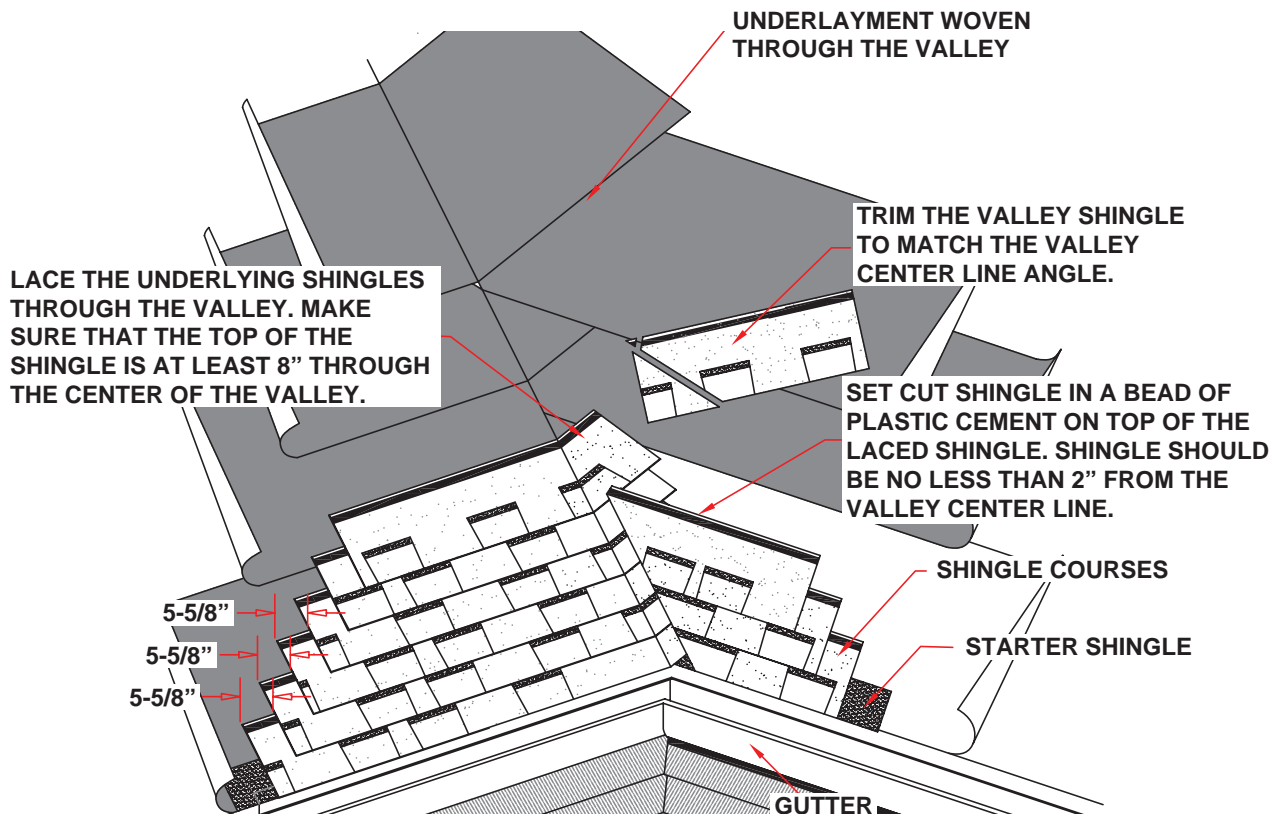 UNDERLAYMENT WOVEN
THROUGH THE VALLEY
TRIM THE VALLEY SHINGLE
TO MATCH THE VALLEY
CENTER LINE ANGLE.
LACE THE UNDERLYING SHINGLES
THROUGH THE VALLEY. MAKE
SURE THAT THE TOP OF THE
SHINGLE IS AT LEAST 8” THROUGH
THE CENTER OF THE VALLEY.
SET CUT SHINGLE IN A BEAD OF
PLASTIC CEMENT ON TOP OF THE
LACED SHINGLE. SHINGLE SHOULD
BE NO LESS THAN 2” FROM THE
VALLEY CENTER LINE.
SHINGLE COURSES
5-5/8”
STARTER SHINGLE
5-5/8”
5-5/8”
GUTTER